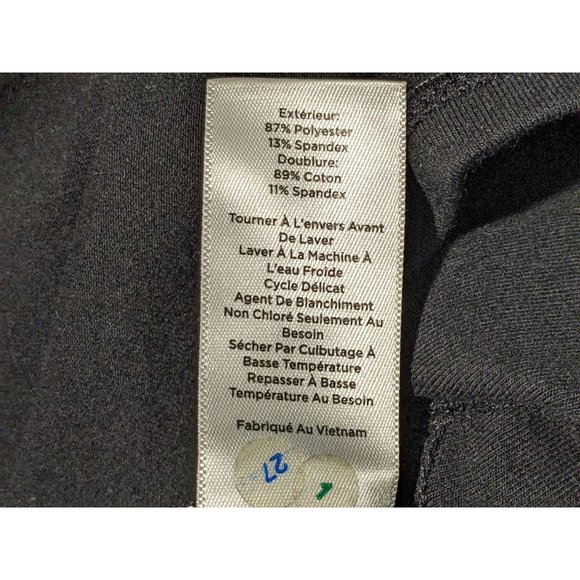 Extérieur:
87% Polyester
13% Spandex
Doublure:
89% Coton
11% Spandex
Tourner À L'envers Avant
De Laver
Laver À La Machine À
L'eau Froide
Cycle Délicat
Agent De Blanchiment
Non Chloré Seulement Au
Besoin
Sécher Par Culbutage À
Basse Température
Repasser À Basse
Température Au Besoin
Fabriqué Au Vietnam
27
1